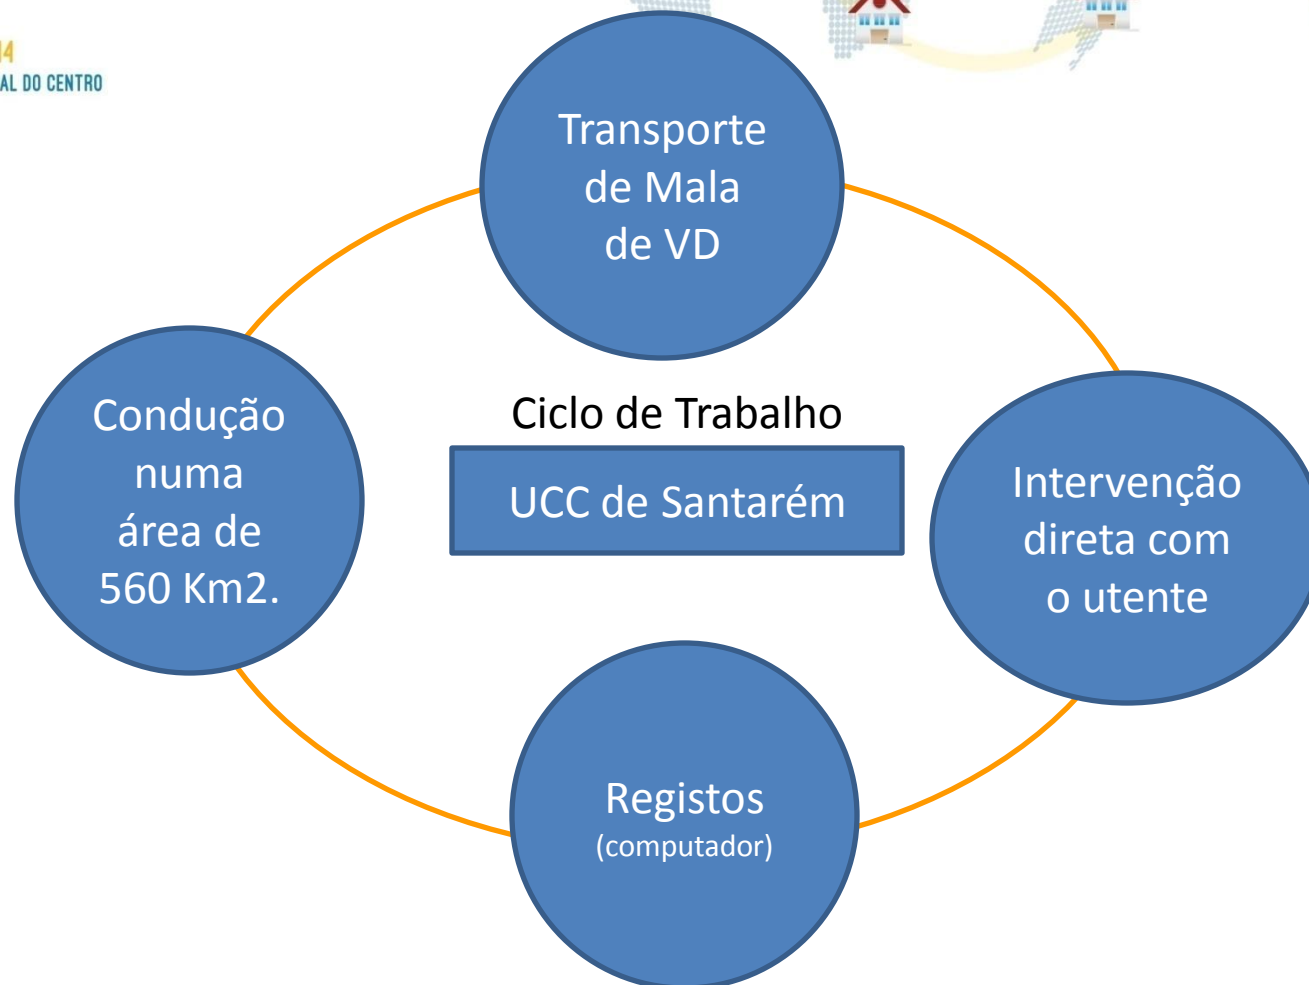 AL DO CENTRO
Transporte
de Mala
de VD
Condução
numa
área de
560 Km2.
Ciclo de Trabalho
UCC de Santarém
Intervenção
direta com
o utente
Registos
(computador)